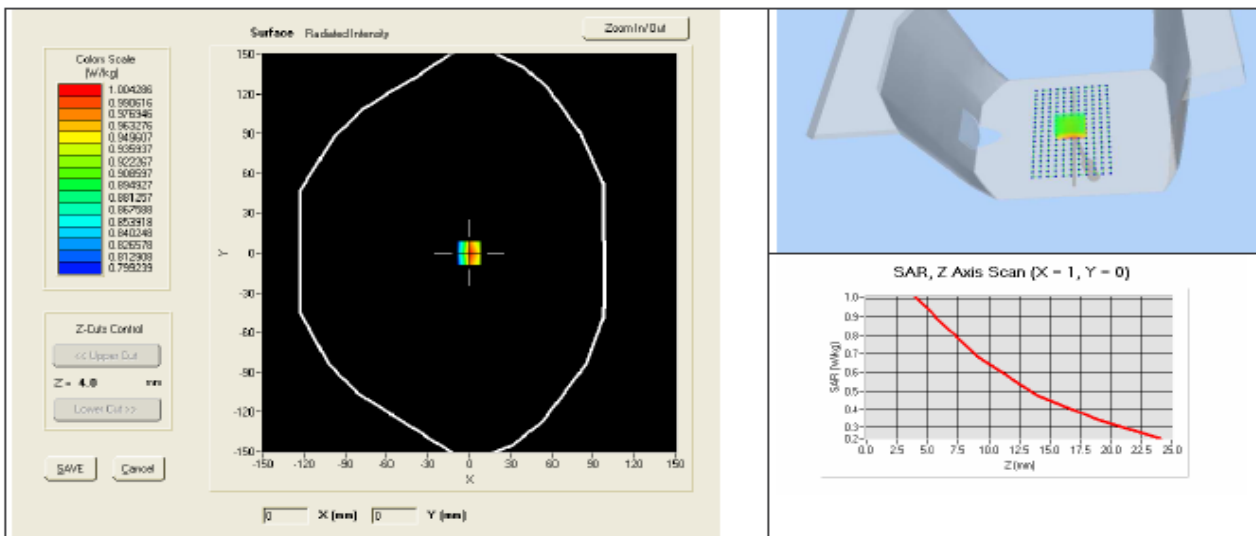 Surface Radiated Intensity
Zoom In/Out
Colors Scale
(W/kg)
1.004286
0.990616
0.976946
0.963276
0.949607
0.935937
0.922267
0.908597
0.894927
0.881257
0.867588
0.853918
0.840248
0.826578
0.812908
0.799239
150-
120-
90-
60-
30-
0-
-30-
-60-
-90-
-120-
-150-
Y
-150 -120 -90 -60 -30 0 30 60 90 120 150
X
Z-Cuts Control
<< Upper Cut
Z = 4.0 mm
Lower Cut >>
SAVE Cancel
0 X (mm) 0 Y (mm)
SAR, Z Axis Scan (X = 1, Y = 0)
1.0-
0.9-
0.8-
0.7-
0.6-
0.5-
0.4-
0.3-
0.2-
SAR (W/kg)
0.0 2.5 5.0 7.5 10.0 12.5 15.0 17.5 20.0 22.5 25.0
Z (mm)